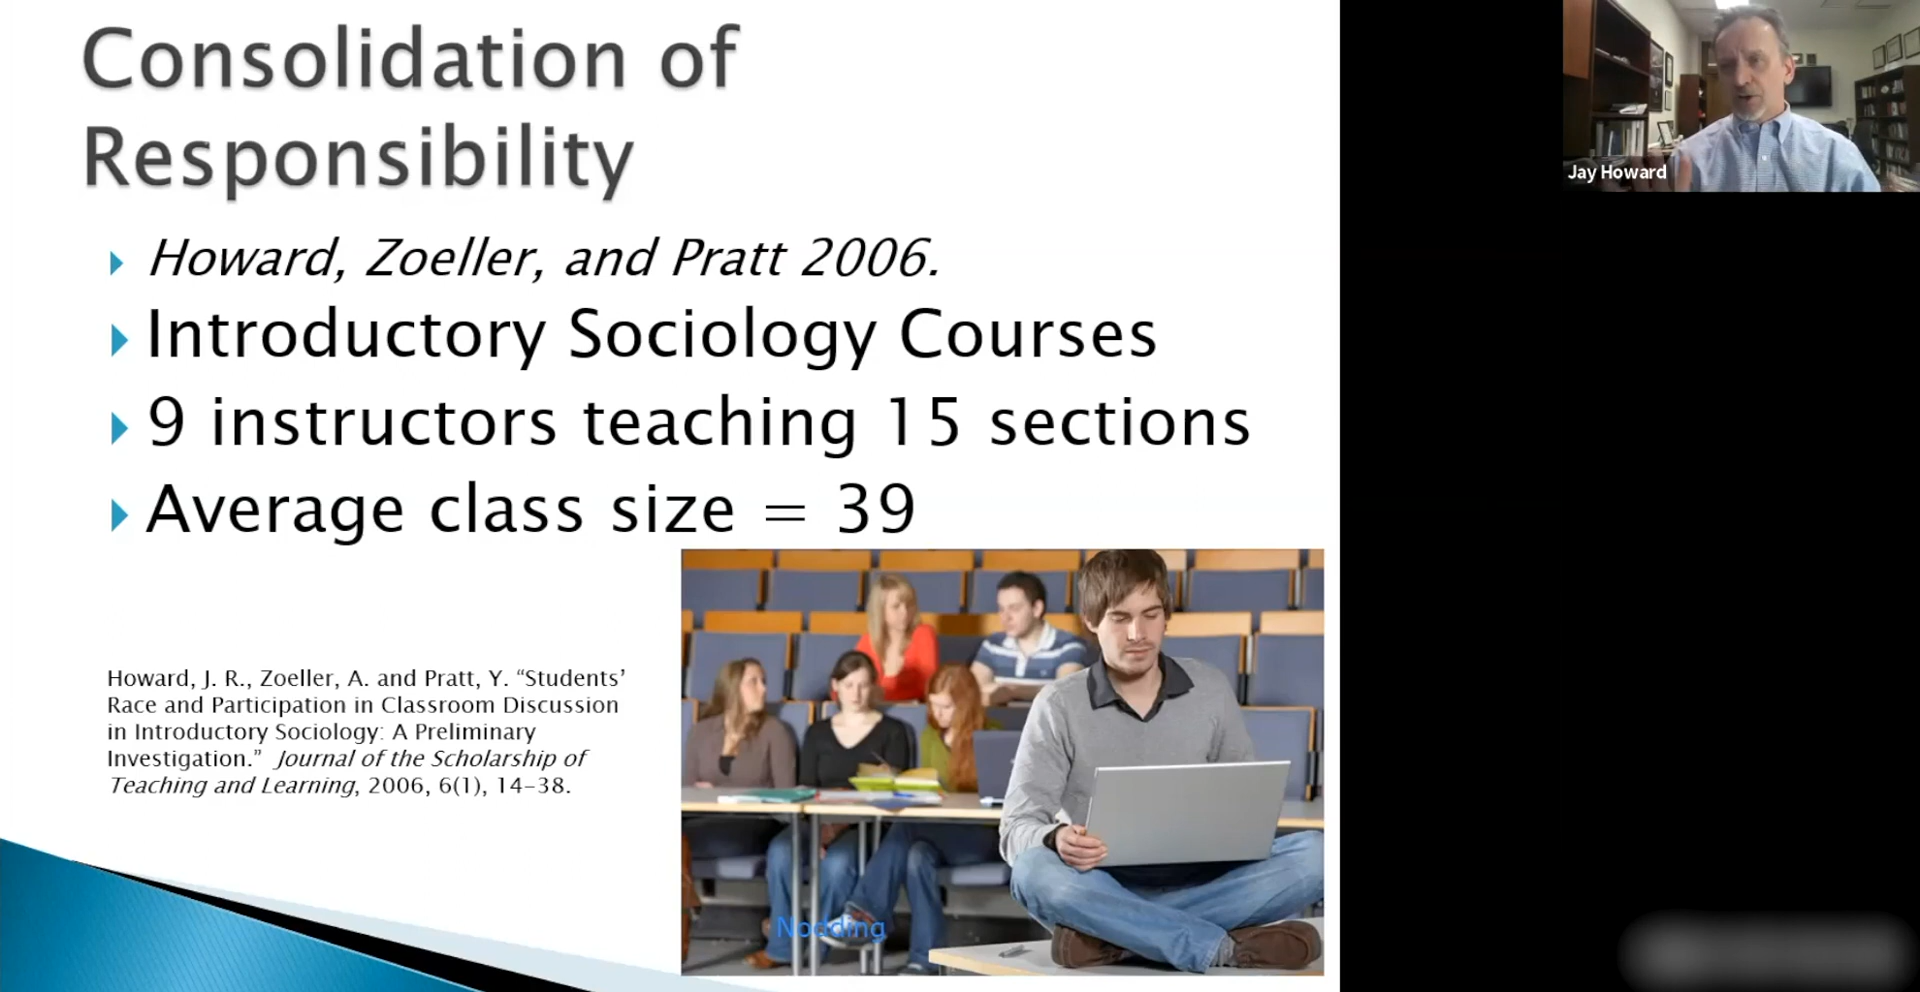 Consolidation of
Responsibility
Howard, Zoeller, and Pratt 2006.
Introductory Sociology Courses
9 instructors teaching 15 sections
Average class size = 39
Howard, J. R., Zoeller, A. and Pratt, Y. “Students’
Race and Participation in Classroom Discussion
in Introductory Sociology: A Preliminary
Investigation.” Journal of the Scholarship of
Teaching and Learning, 2006, 6(1), 14-38.
Nodding
Jay Howard